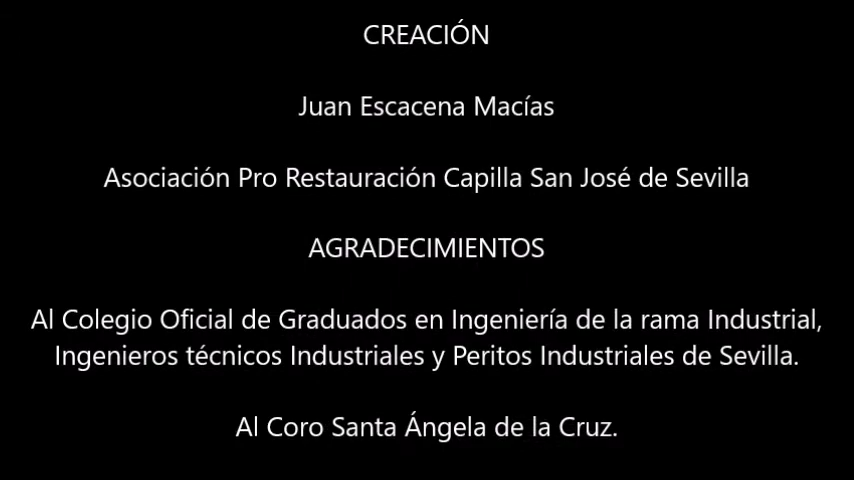 CREACIÓN
Juan Escacena Macías
Asociación Pro Restauración Capilla San José de Sevilla
AGRADECIMIENTOS
Al Colegio Oficial de Graduados en Ingeniería de la rama Industrial,
Ingenieros técnicos Industriales y Peritos Industriales de Sevilla.
Al Coro Santa Ángela de la Cruz.